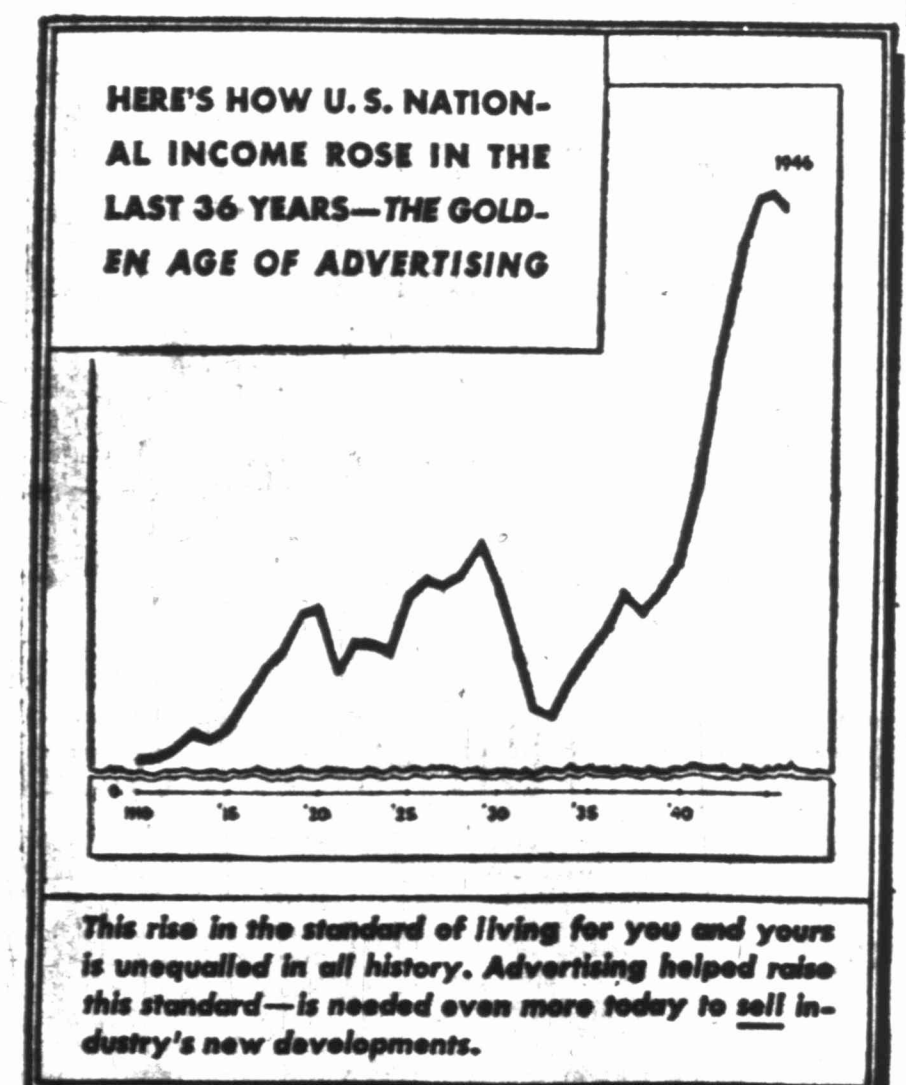 HERE'S HOW U. S. NATION-
AL INCOME ROSE IN THE
LAST 36 YEARS—THE GOLD-
EN AGE OF ADVERTISING
1946
0
1910 '15 '20 '25 '30 '35 '40
This rise in the standard of living for you and yours
is unequalled in all history. Advertising helped raise
this standard—is needed even more today to sell in-
dustry's new developments.